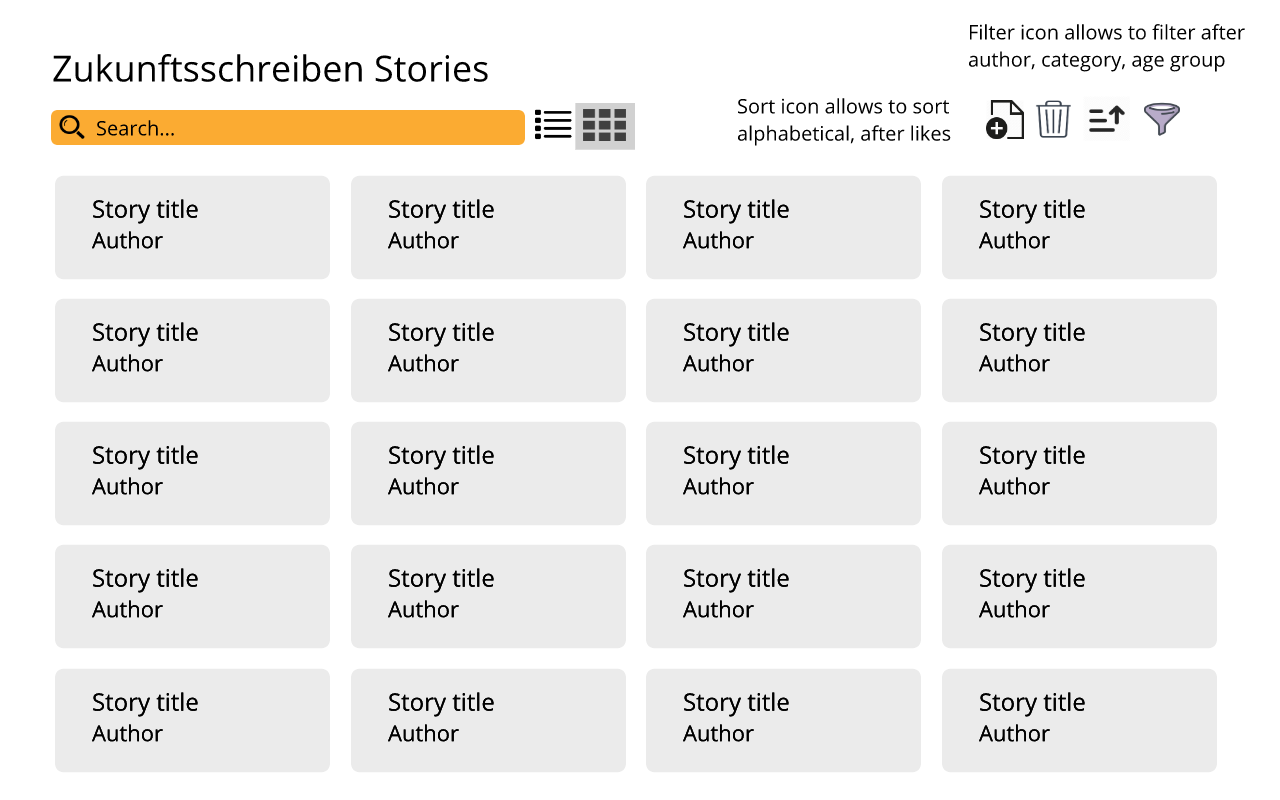 Filter icon allows to filter after
author, category, age group
Zukunftsschreiben Stories
Sort icon allows to sort
alphabetical, after likes
Search...
Story title
Author
Story title
Author
Story title
Author
Story title
Author
Story title
Author
Story title
Author
Story title
Author
Story title
Author
Story title
Author
Story title
Author
Story title
Author
Story title
Author
Story title
Author
Story title
Author
Story title
Author
Story title
Author
Story title
Author
Story title
Author
Story title
Author
Story title
Author